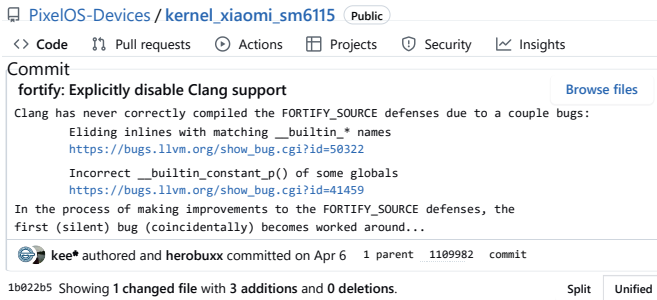 PixelOS-Devices / kernel_xiaomi_sm6115 Public
Code Pull requests Actions Projects Security Insights
Commit
fortify: Explicitly disable Clang support Browse files
Clang has never correctly compiled the FORTIFY_SOURCE defenses due to a couple bugs:
Eliding inlines with matching __builtin_* names
https://bugs.llvm.org/show_bug.cgi?id=50322
Incorrect __builtin_constant_p() of some globals
https://bugs.llvm.org/show_bug.cgi?id=41459
In the process of making improvements to the FORTIFY_SOURCE defenses, the
first (silent) bug (coincidentally) becomes worked around...
authored and herobuxx committed on Apr 6 1 parent 1109982 commit
1b022b5 Showing 1 changed file with 3 additions and 0 deletions. Split Unified